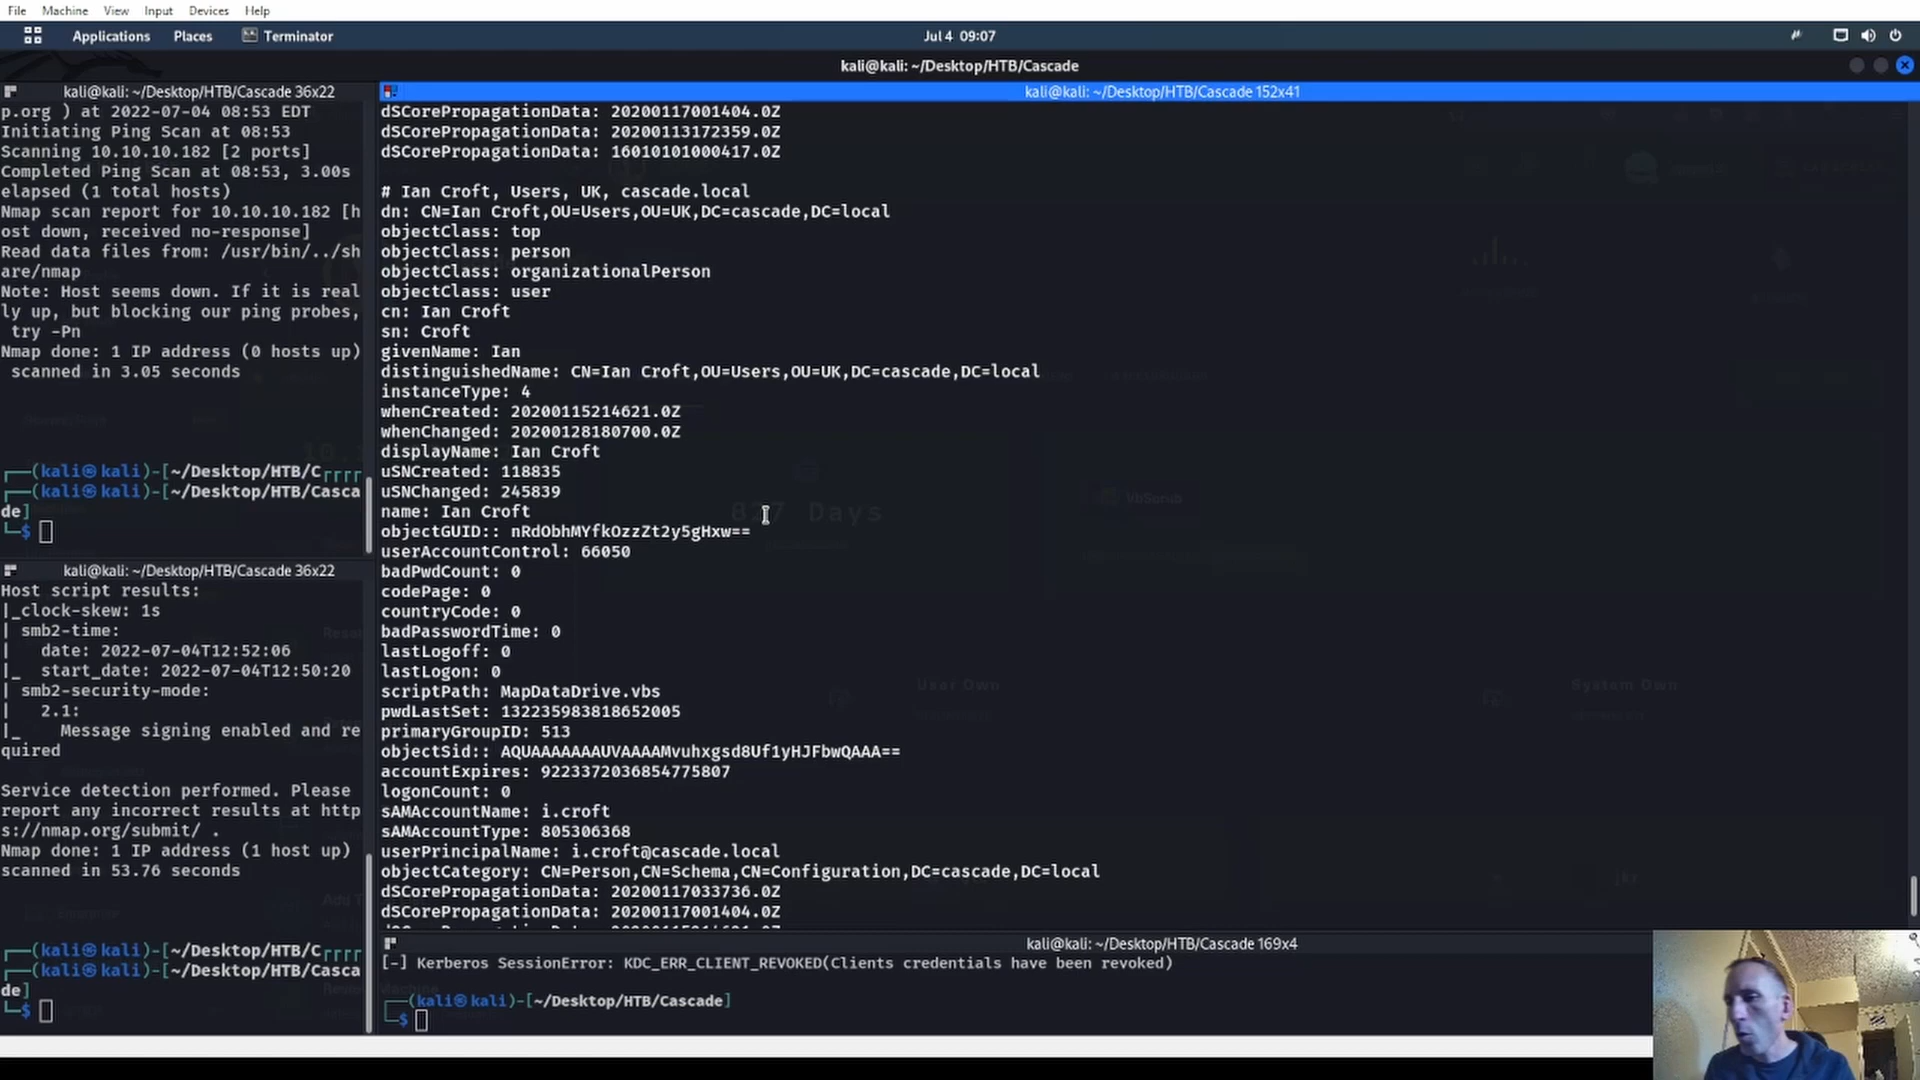 File Machine View Input Devices Help
Applications Places Terminator
Jul 4 09:07
kali@kali: ~/Desktop/HTB/Cascade
kali@kali: ~/Desktop/HTB/Cascade 36x22
p.org ) at 2022-07-04 08:53 EDT
Initiating Ping Scan at 08:53
Scanning 10.10.10.182 [2 ports]
Completed Ping Scan at 08:53, 3.00s
elapsed (1 total hosts)
Nmap scan report for 10.10.10.182 [h
ost down, received no-response]
Read data files from: /usr/bin/../sh
are/nmap
Note: Host seems down. If it is real
ly up, but blocking our ping probes,
try -Pn
Nmap done: 1 IP address (0 hosts up)
scanned in 3.05 seconds
┌──(kali㉿kali)-[~/Desktop/HTB/C┌┌┌┌
┌──(kali㉿kali)-[~/Desktop/HTB/Casca
de]
└─$
kali@kali: ~/Desktop/HTB/Cascade 36x22
Host script results:
|_clock-skew: 1s
| smb2-time:
|   date: 2022-07-04T12:52:06
|_  start_date: 2022-07-04T12:50:20
| smb2-security-mode:
|   2.1:
|_    Message signing enabled and re
quired
Service detection performed. Please
report any incorrect results at http
s://nmap.org/submit/ .
Nmap done: 1 IP address (1 host up)
scanned in 53.76 seconds
┌──(kali㉿kali)-[~/Desktop/HTB/C┌┌┌┌
┌──(kali㉿kali)-[~/Desktop/HTB/Casca
de]
└─$
kali@kali: ~/Desktop/HTB/Cascade 152x41
dSCorePropagationData: 20200117001404.0Z
dSCorePropagationData: 20200113172359.0Z
dSCorePropagationData: 16010101000417.0Z
# Ian Croft, Users, UK, cascade.local
dn: CN=Ian Croft,OU=Users,OU=UK,DC=cascade,DC=local
objectClass: top
objectClass: person
objectClass: organizationalPerson
objectClass: user
cn: Ian Croft
sn: Croft
givenName: Ian
distinguishedName: CN=Ian Croft,OU=Users,OU=UK,DC=cascade,DC=local
instanceType: 4
whenCreated: 20200115214621.0Z
whenChanged: 20200128180700.0Z
displayName: Ian Croft
uSNCreated: 118835
uSNChanged: 245839
name: Ian Croft
objectGUID:: nRdObhMYfkOzzZt2y5gHxw==
userAccountControl: 66050
badPwdCount: 0
codePage: 0
countryCode: 0
badPasswordTime: 0
lastLogoff: 0
lastLogon: 0
scriptPath: MapDataDrive.vbs
pwdLastSet: 132235983818652005
primaryGroupID: 513
objectSid:: AQUAAAAAAAUVAAAAMvuhxgsd8Uf1yHJFbwQAAA==
accountExpires: 9223372036854775807
logonCount: 0
sAMAccountName: i.croft
sAMAccountType: 805306368
userPrincipalName: i.croft@cascade.local
objectCategory: CN=Person,CN=Schema,CN=Configuration,DC=cascade,DC=local
dSCorePropagationData: 20200117033736.0Z
dSCorePropagationData: 20200117001404.0Z
kali@kali: ~/Desktop/HTB/Cascade 169x4
[-] Kerberos SessionError: KDC_ERR_CLIENT_REVOKED(Clients credentials have been revoked)
┌──(kali㉿kali)-[~/Desktop/HTB/Cascade]
└─$
Days
VbScrub
User Own
System Own